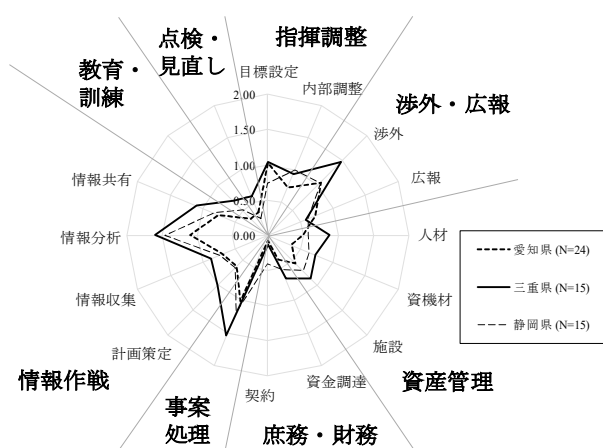 点検・
見直し
指揮調整
教育・
訓練
目標設定
内部調整
渉外・広報
2.00
1.50
1.00
0.50
0.00
渉外
広報
情報共有
情報分析
人材
愛知県 (N=24)
三重県 (N=15)
静岡県 (N=15)
情報収集
資機材
計画策定
施設
契約
資金調達
情報作戦
資産管理
事案
処理
庶務・財務